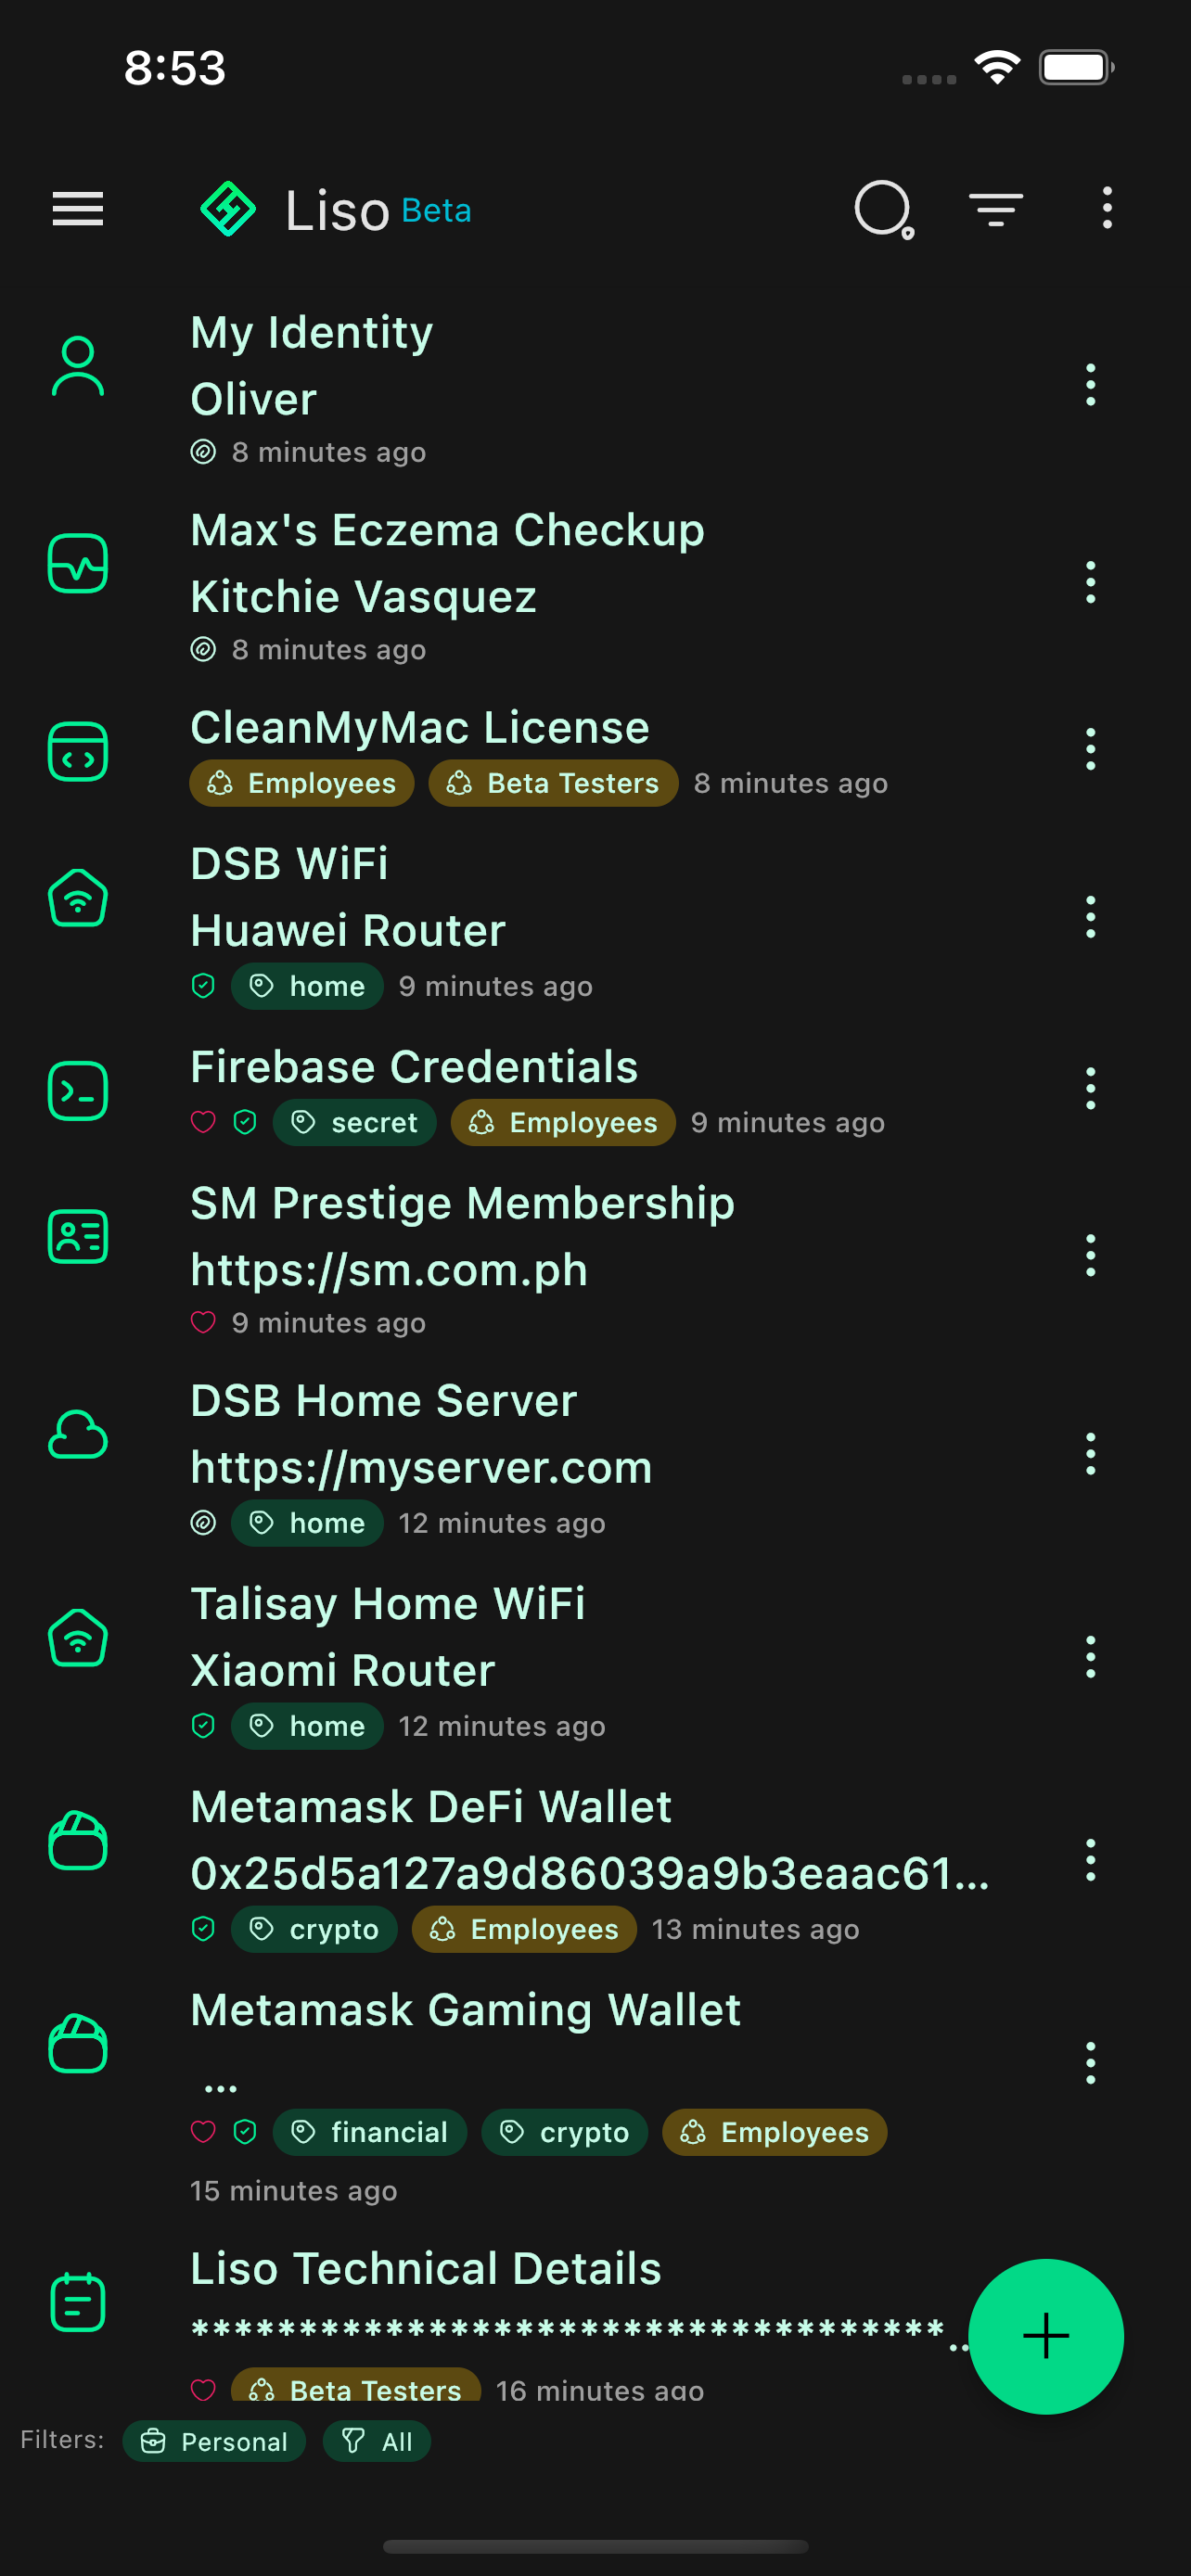 8:53
Liso Beta
My Identity
Oliver
8 minutes ago
Max's Eczema Checkup
Kitchie Vasquez
8 minutes ago
CleanMyMac License
Employees Beta Testers 8 minutes ago
DSB WiFi
Huawei Router
home 9 minutes ago
Firebase Credentials
secret Employees 9 minutes ago
SM Prestige Membership
https://sm.com.ph
9 minutes ago
DSB Home Server
https://myserver.com
home 12 minutes ago
Talisay Home WiFi
Xiaomi Router
home 12 minutes ago
Metamask DeFi Wallet
0x25d5a127a9d86039a9b3eaac61...
crypto Employees 13 minutes ago
Metamask Gaming Wallet
...
financial crypto Employees
15 minutes ago
Liso Technical Details
***********************************..
Beta Testers 16 minutes ago
Filters: Personal All